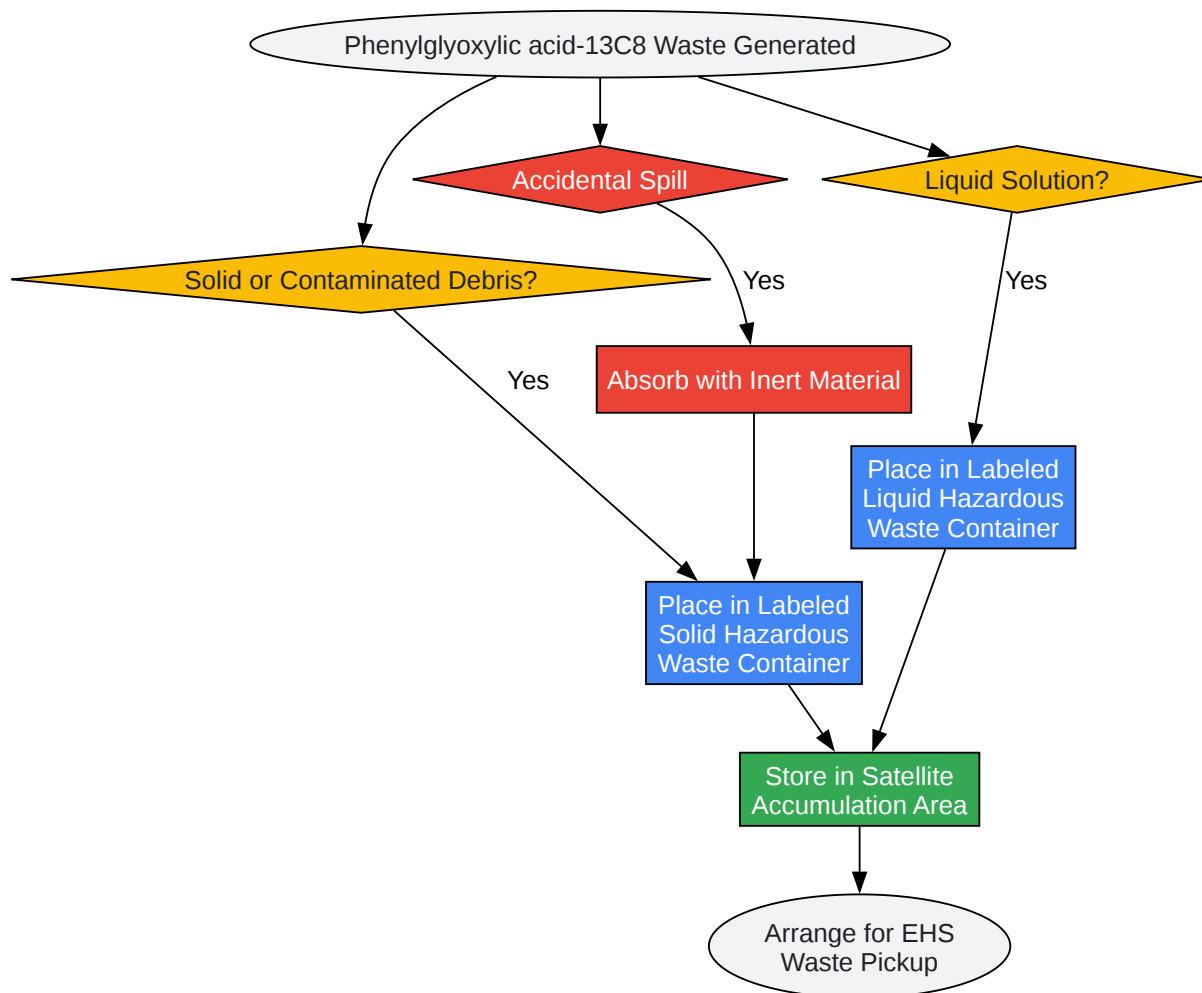 Phenylglyoxylic acid-13C8 Waste Generated
Accidental Spill
Liquid Solution?
Solid or Contaminated Debris?
Yes
Yes
Yes
Absorb with Inert Material
Place in Labeled
Liquid Hazardous
Waste Container
Place in Labeled
Solid Hazardous
Waste Container
Store in Satellite
Accumulation Area
Arrange for EHS
Waste Pickup